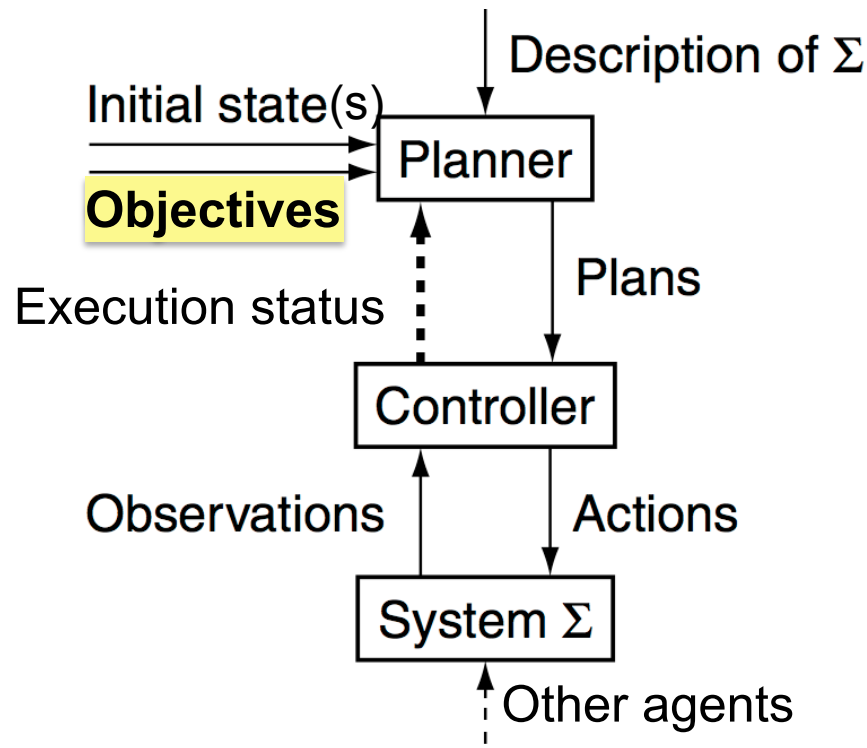 Description of Σ
Initial state(s)
Planner
Objectives
Plans
Execution status
Controller
Observations
Actions
System Σ
Other agents